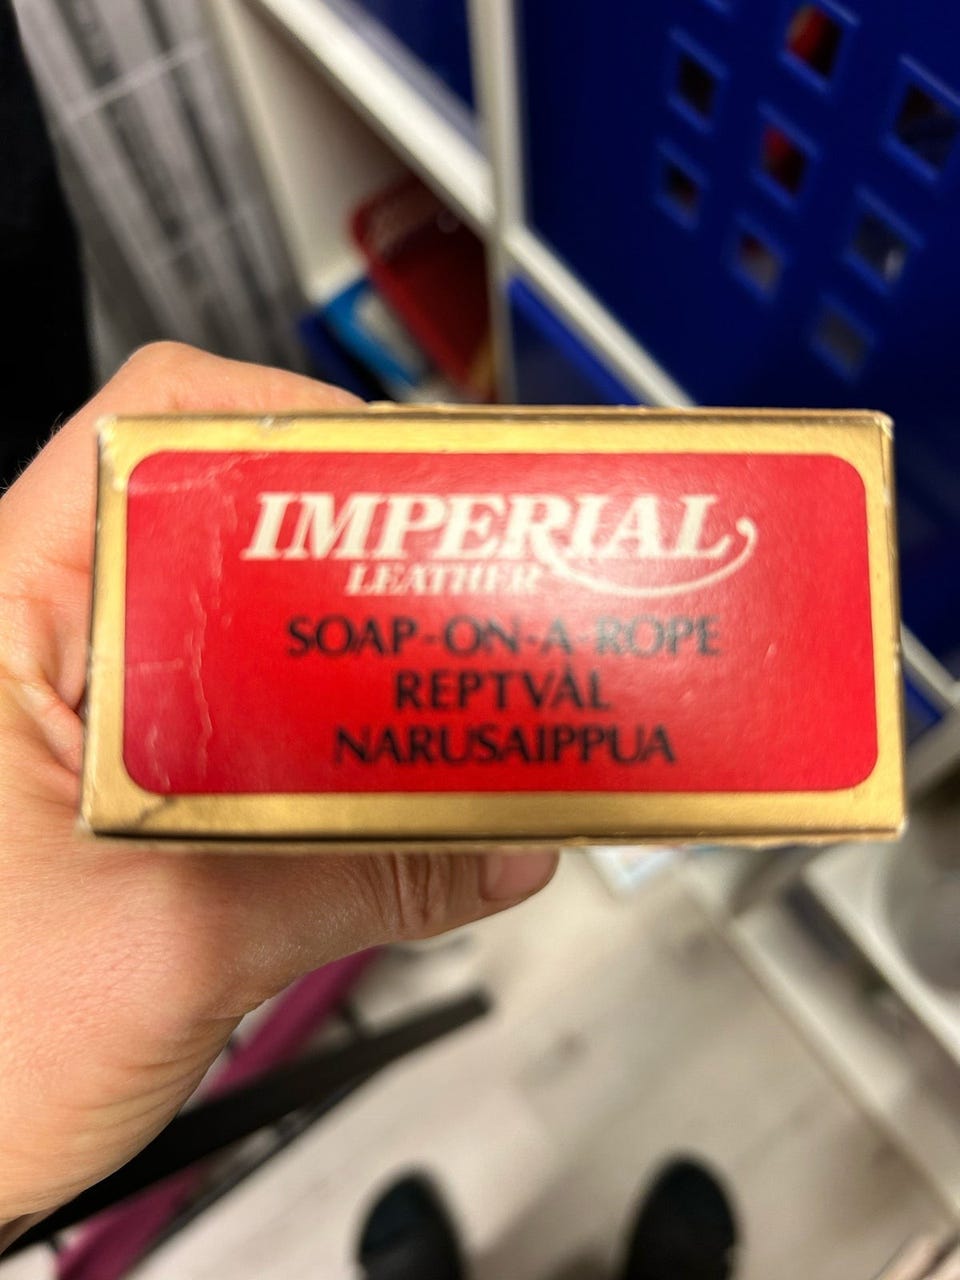 IMPERIAL
LEATHER
SOAP-ON-A-ROPE
REPTVÅL
NARUSAIPPUA